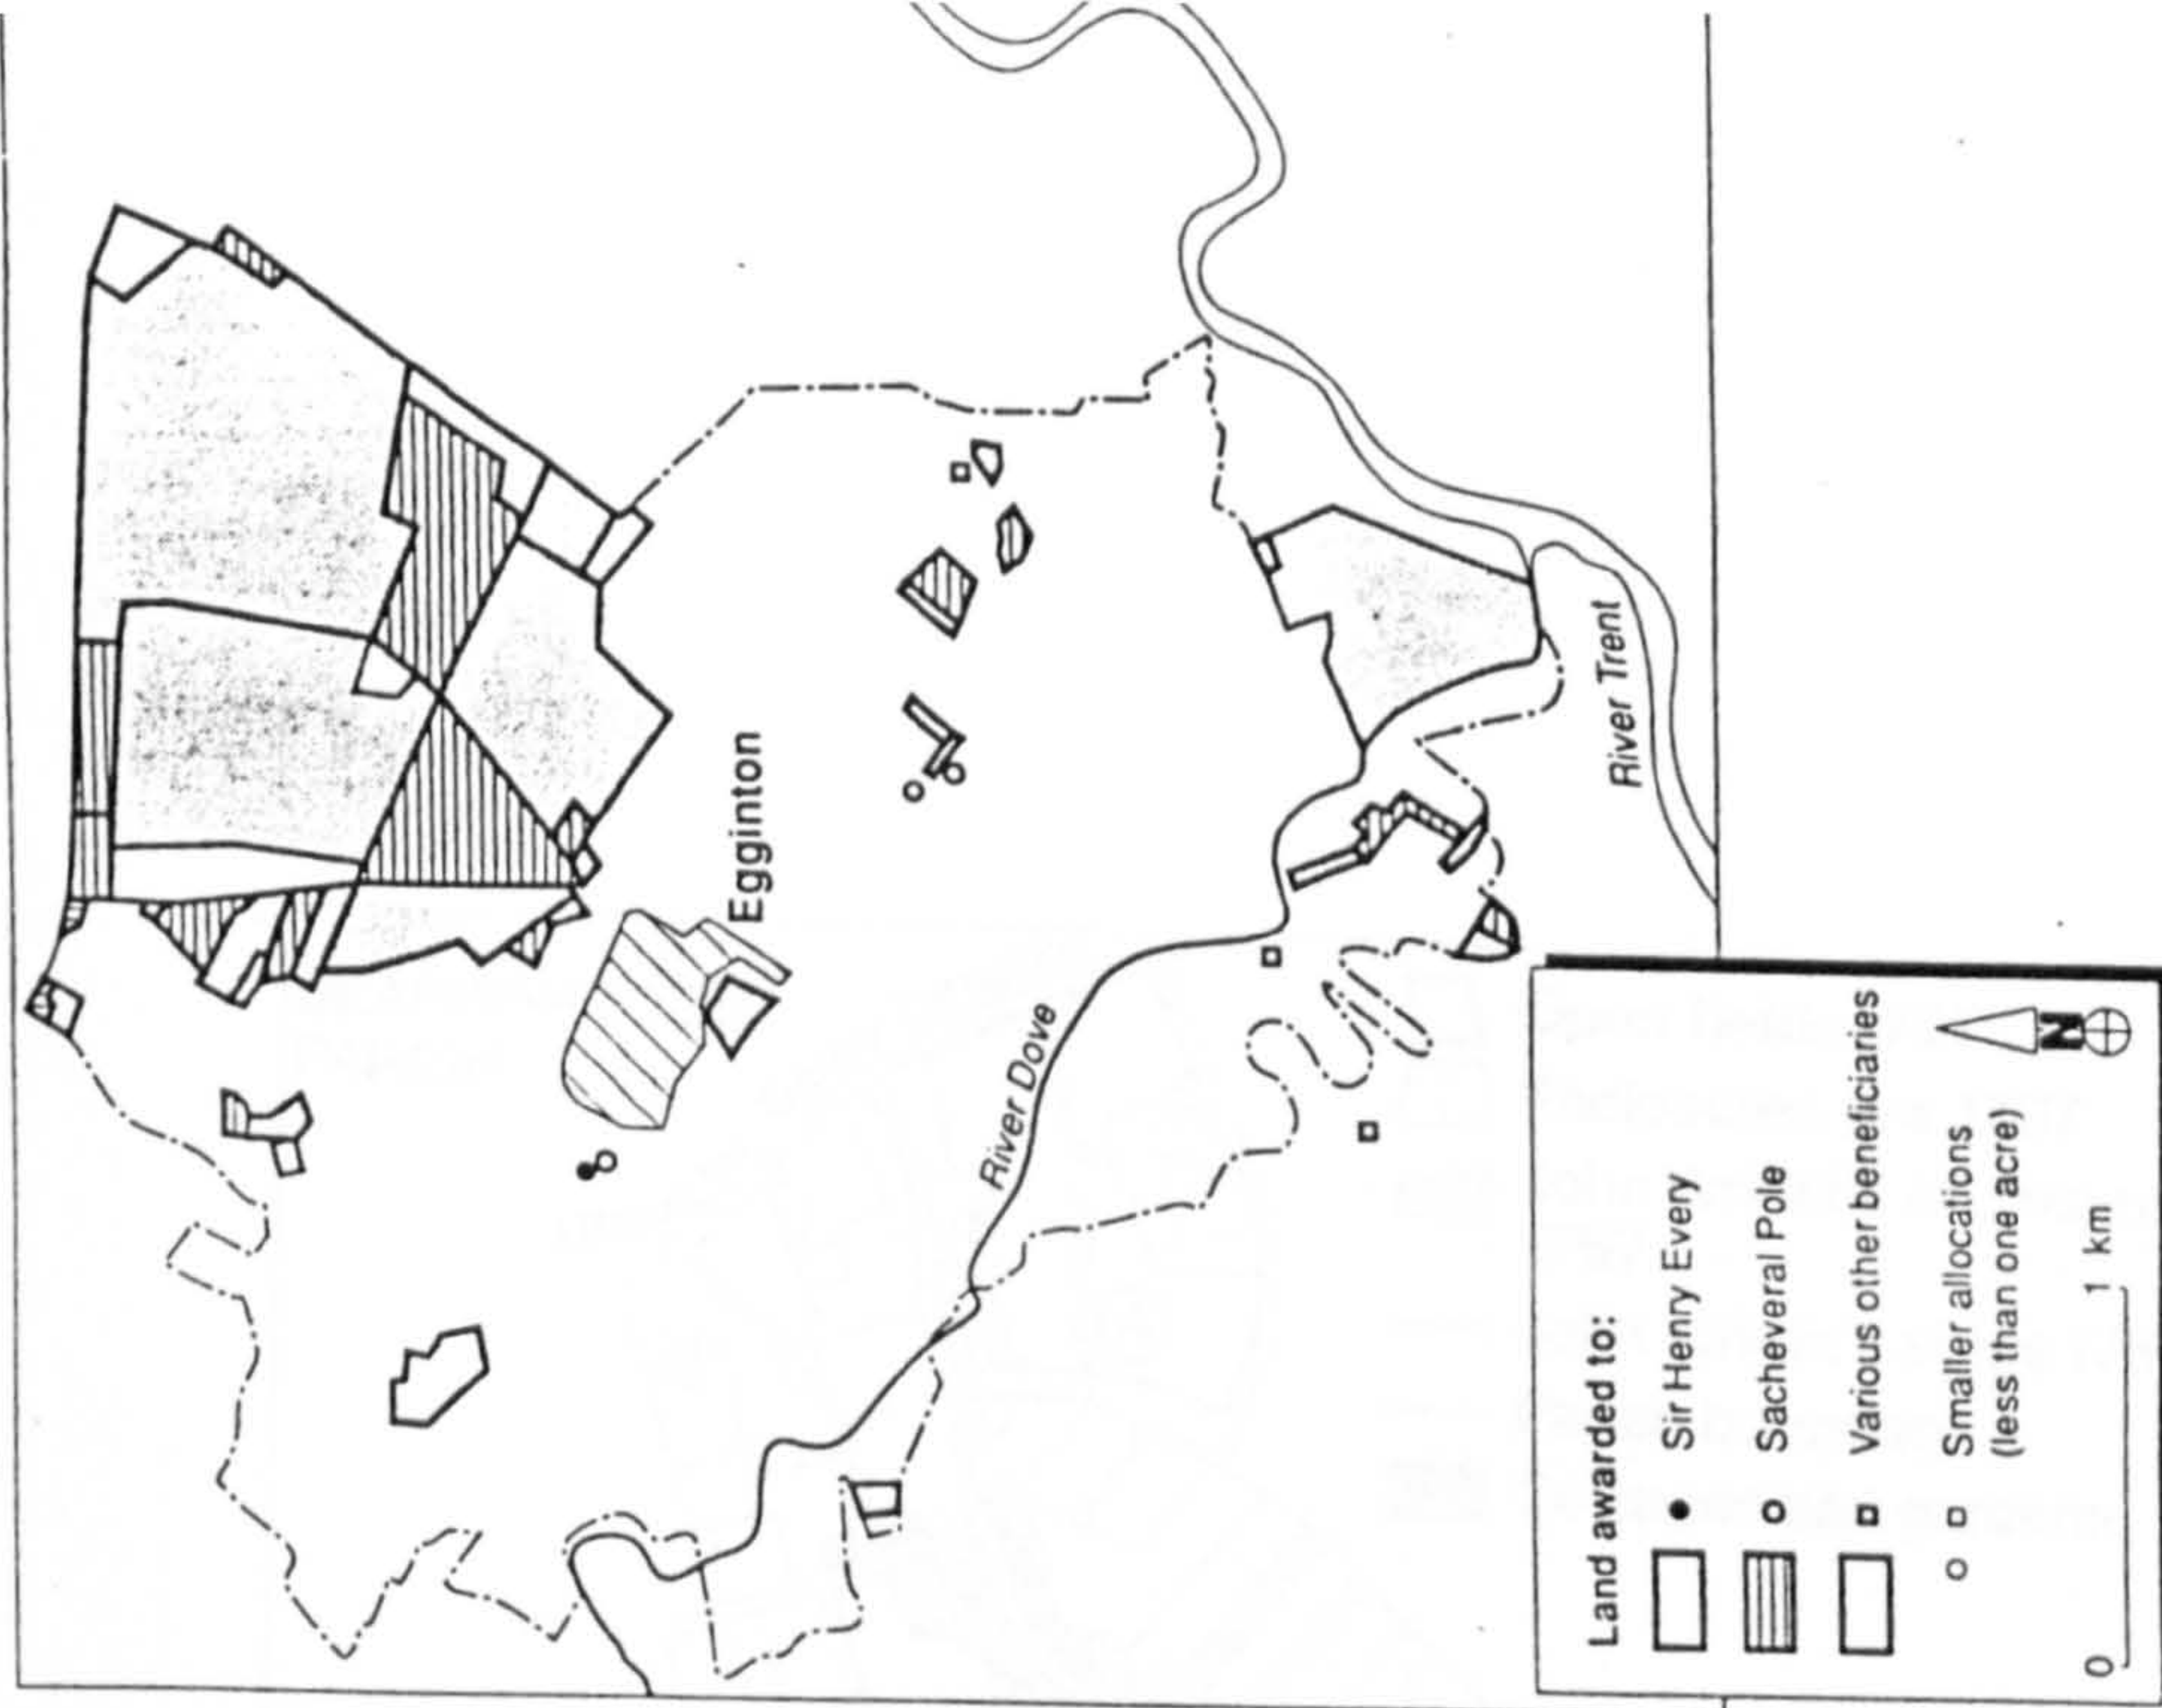 Egginton
River Dove
River Trent
Land awarded to:
Sir Henry Every
Sacheveral Pole
Various other beneficiaries
Smaller allocations
(less than one acre)
0 1 km
N